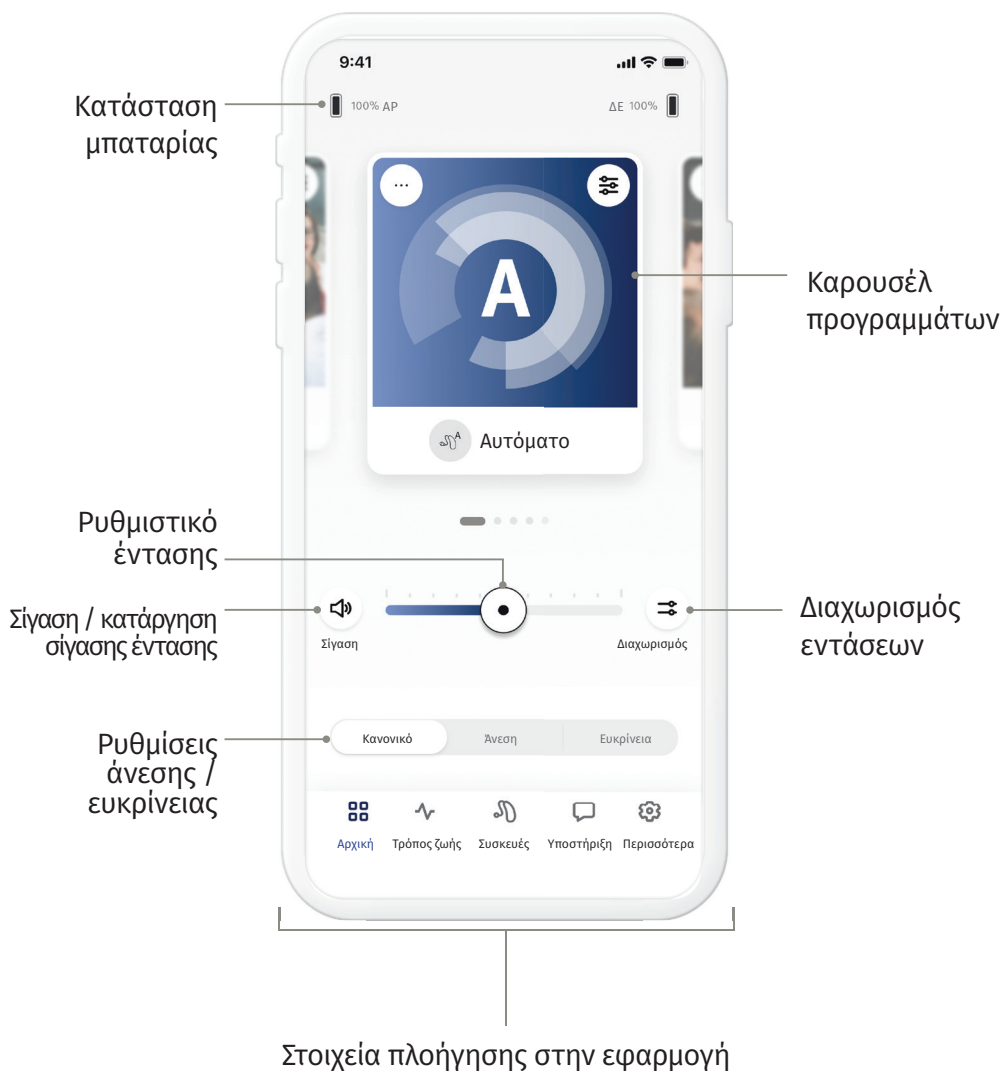 9:41
Κατάσταση
μπαταρίας
100% ΑΡ
ΔΕ 100%
A
Καρουσέλ
προγραμμάτων
A
Αυτόματο
Ρυθμιστικό
έντασης
Σίγαση / κατάργηση
σίγασης έντασης
Σίγαση
Διαχωρισμός
Διαχωρισμός
εντάσεων
Ρυθμίσεις
άνεσης /
ευκρίνειας
Κανονικό
Άνεση
Ευκρίνεια
Αρχική
Τρόπος ζωής
Συσκευές
Υποστήριξη
Περισσότερα
Στοιχεία πλοήγησης στην εφαρμογή